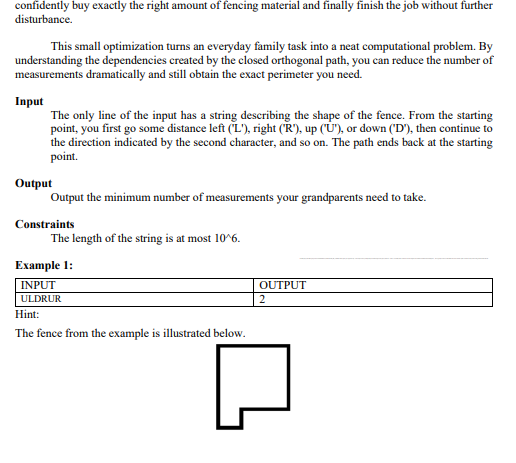 confidently buy exactly the right amount of fencing material and finally finish the job without further
disturbance.
This small optimization turns an everyday family task into a neat computational problem. By
understanding the dependencies created by the closed orthogonal path, you can reduce the number of
measurements dramatically and still obtain the exact perimeter you need.
Input
The only line of the input has a string describing the shape of the fence. From the starting
point, you first go some distance left ('L'), right ('R'), up ('U'), or down ('D'), then continue to
the direction indicated by the second character, and so on. The path ends back at the starting
point.
Output
Output the minimum number of measurements your grandparents need to take.
Constraints
The length of the string is at most 10^6.
Example 1:
INPUT OUTPUT
ULDRUR 2
Hint:
The fence from the example is illustrated below.